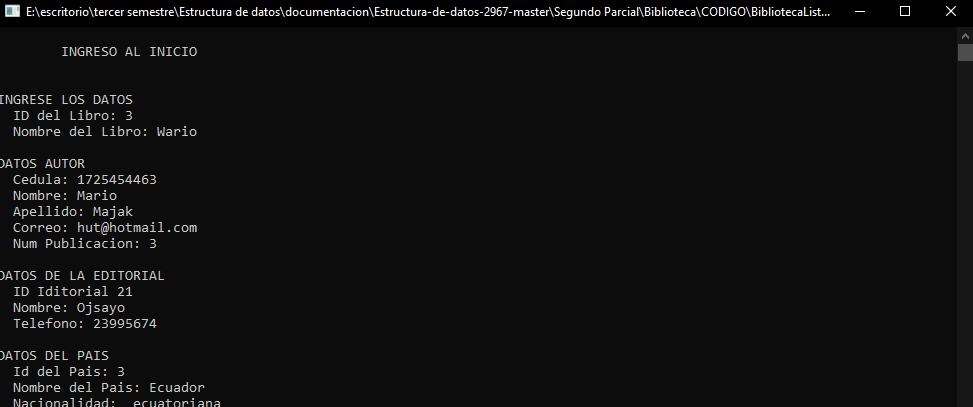 E:\escritorio\tercer semestre\Estructura de datos\documentacion\Estructura-de-datos-2967-master\Segundo Parcial\Biblioteca\CODIGO\BibliotecaList...
INGRESO AL INICIO
INGRESE LOS DATOS
ID del Libro: 3
Nombre del Libro: Wario
DATOS AUTOR
Cedula: 1725454463
Nombre: Mario
Apellido: Majak
Correo: hut@hotmail.com
Num Publicacion: 3
DATOS DE LA EDITORIAL
ID Iditorial 21
Nombre: Ojsayo
Telefono: 23995674
DATOS DEL PAIS
Id del Pais: 3
Nombre del Pais: Ecuador
Nacionalidad: ecuatoriana